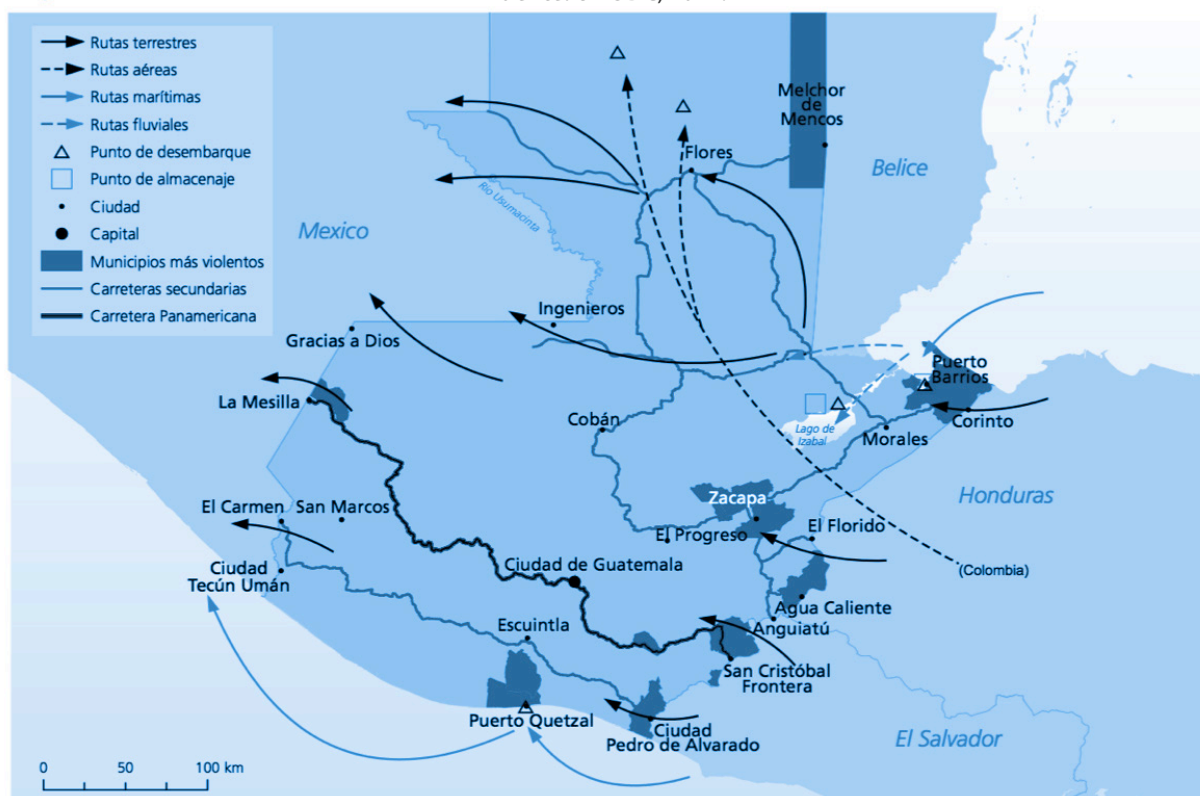 Rutas terrestres
Rutas aéreas
Rutas marítimas
Rutas fluviales
Punto de desembarque
Punto de almacenaje
Ciudad
Capital
Municipios más violentos
Carreteras secundarias
Carretera Panamericana
Melchor
de
Mencos
Flores
Belice
Rio Usumacinta
Mexico
Ingenieros
Gracias a Dios
Puerto
Barrios
La Mesilla
Cobán
Lago de
Izabal
Morales
Corinto
Zacapa
Honduras
El Carmen
San Marcos
El Progreso
El Florido
Ciudad
Tecún Umán
Ciudad de Guatemala
(Colombia)
Agua Caliente
Anguiatú
Escuintla
San Cristóbal
Frontera
Puerto Quetzal
Ciudad
Pedro de Alvarado
El Salvador
0 50 100 km